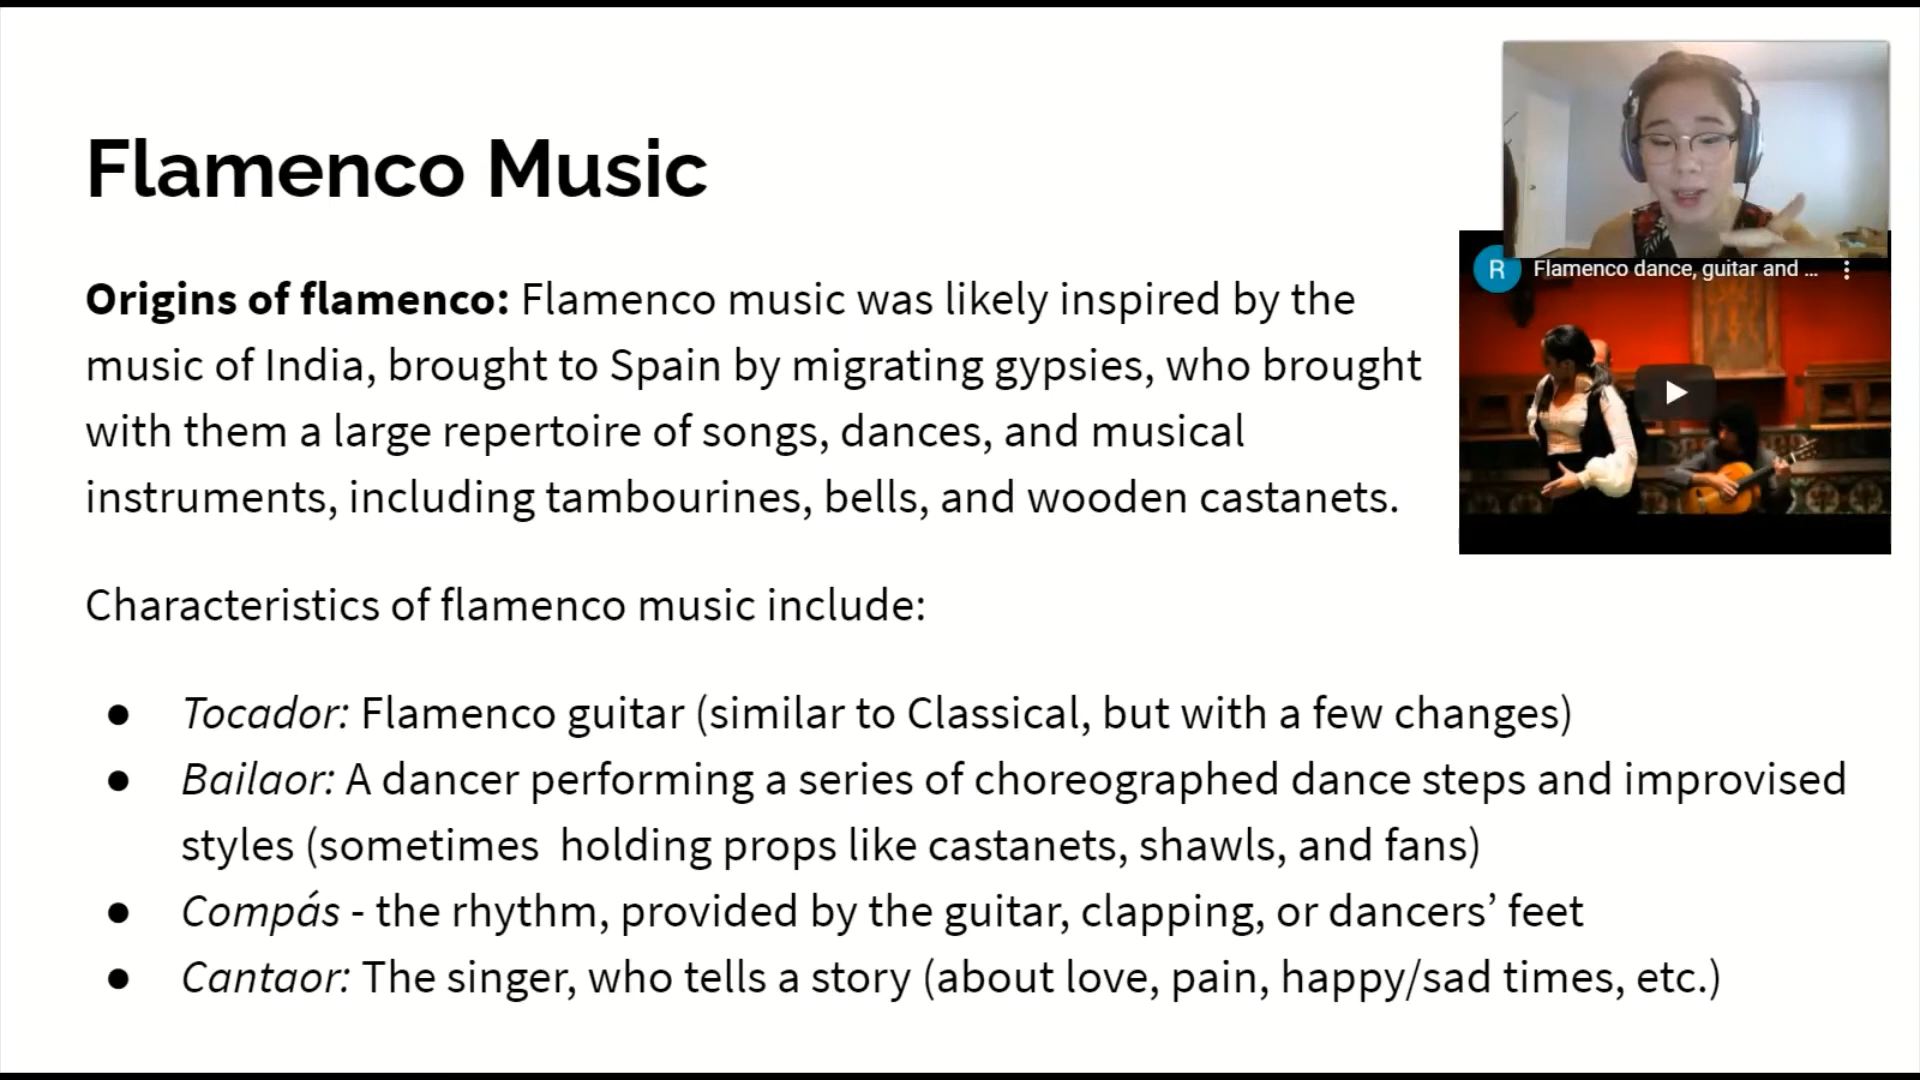 Flamenco Music
R Flamenco dance, guitar and ...
Origins of flamenco: Flamenco music was likely inspired by the
music of India, brought to Spain by migrating gypsies, who brought
with them a large repertoire of songs, dances, and musical
instruments, including tambourines, bells, and wooden castanets.
Characteristics of flamenco music include:
● Tocador: Flamenco guitar (similar to Classical, but with a few changes)
● Bailaor: A dancer performing a series of choreographed dance steps and improvised
styles (sometimes  holding props like castanets, shawls, and fans)
● Compás - the rhythm, provided by the guitar, clapping, or dancers’ feet
● Cantaor: The singer, who tells a story (about love, pain, happy/sad times, etc.)